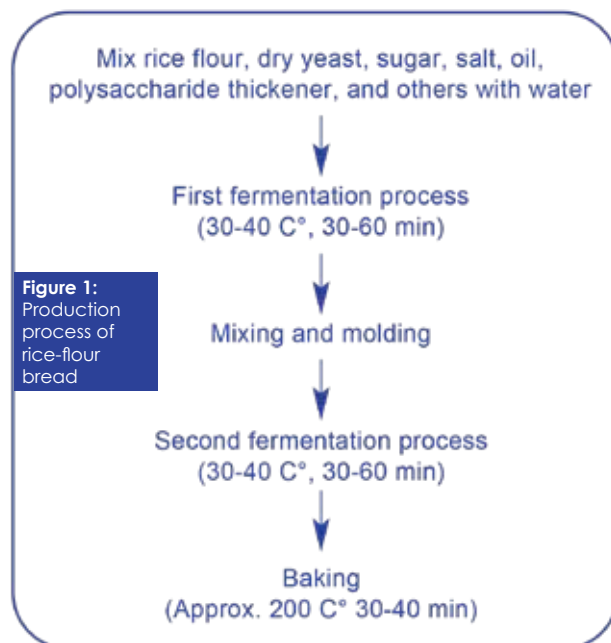 Mix rice flour, dry yeast, sugar, salt, oil,
polysaccharide thickener, and others with water
First fermentation process
(30-40 C°, 30-60 min)
Figure 1:
Production
process of
rice-flour
bread
Mixing and molding
Second fermentation process
(30-40 C°, 30-60 min)
Baking
(Approx. 200 C° 30-40 min)